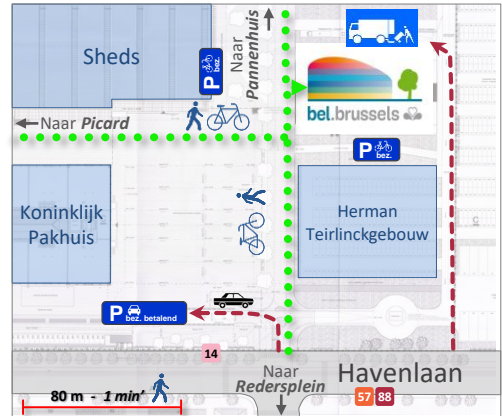 Sheds
P
bez.
Naar
Pannenhuis
bel.brussels
Naar Picard
P
bez.
Koninklijk
Pakhuis
Herman
Teirlinckgebouw
P
bez. betalend
14
Naar
Redersplein
Havenlaan
57 88
80 m - 1 min'